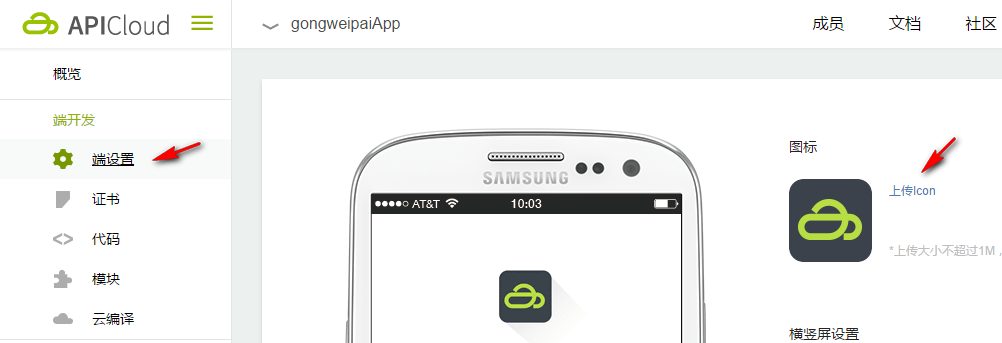 APICloud
gongweipaiApp
成员
文档
社区
概览
端开发
端设置
证书
代码
模块
云编译
SAMSUNG
AT&T
10:03
图标
上传Icon
*上传大小不超过1M，
横竖屏设置